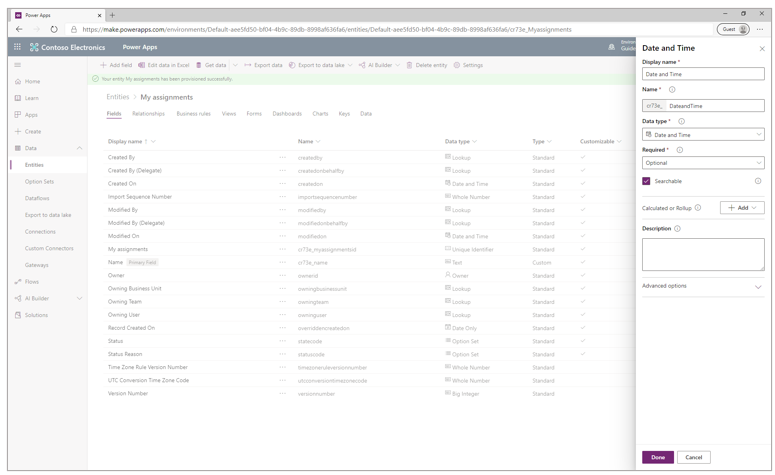 Power Apps
https://make.powerapps.com/environments/Default-aee5fd50-bf04-4b9c-89db-8998af636fa6/entities/Default-aee5fd50-bf04-4b9c-89db-8998af636fa6/cr73e_Myassignments
Guest
Contoso Electronics Power Apps
Environ
Guide
Add field Edit data in Excel Get data Export data Export to data lake AI Builder Delete entity Settings
Your entity My assignments has been provisioned successfully.
Home
Learn
Apps
Create
Data
Entities
Option Sets
Dataflows
Export to data lake
Connections
Custom Connectors
Gateways
Flows
AI Builder
Solutions
Entities > My assignments
Fields Relationships Business rules Views Forms Dashboards Charts Keys Data
Display name ↑ Name Data type Type Customizable
Created By ··· createdby Lookup Standard ✓
Created By (Delegate) ··· createdonbehalfby Lookup Standard ✓
Created On ··· createdon Date and Time Standard ✓
Import Sequence Number ··· importsequencenumber Whole Number Standard ✓
Modified By ··· modifiedby Lookup Standard ✓
Modified By (Delegate) ··· modifiedonbehalfby Lookup Standard ✓
Modified On ··· modifiedon Date and Time Standard ✓
My assignments ··· cr73e_myassignmentsid Unique Identifier Standard ✓
Name Primary Field ··· cr73e_name Text Custom ✓
Owner ··· ownerid Owner Standard ✓
Owning Business Unit ··· owningbusinessunit Lookup Standard ✓
Owning Team ··· owningteam Lookup Standard ✓
Owning User ··· owninguser Lookup Standard ✓
Record Created On ··· overriddencreatedon Date Only Standard ✓
Status ··· statecode Option Set Standard ✓
Status Reason ··· statuscode Option Set Standard ✓
Time Zone Rule Version Number ··· timezoneruleversionnumber Whole Number Standard
UTC Conversion Time Zone Code ··· utcconversiontimezonecode Whole Number Standard
Version Number ··· versionnumber Big Integer Standard
Date and Time
Display name *
Date and Time
Name *
cr73e_ DateandTime
Data type *
Date and Time
Required *
Optional
Searchable
Calculated or Rollup + Add
Description
Advanced options
Done Cancel